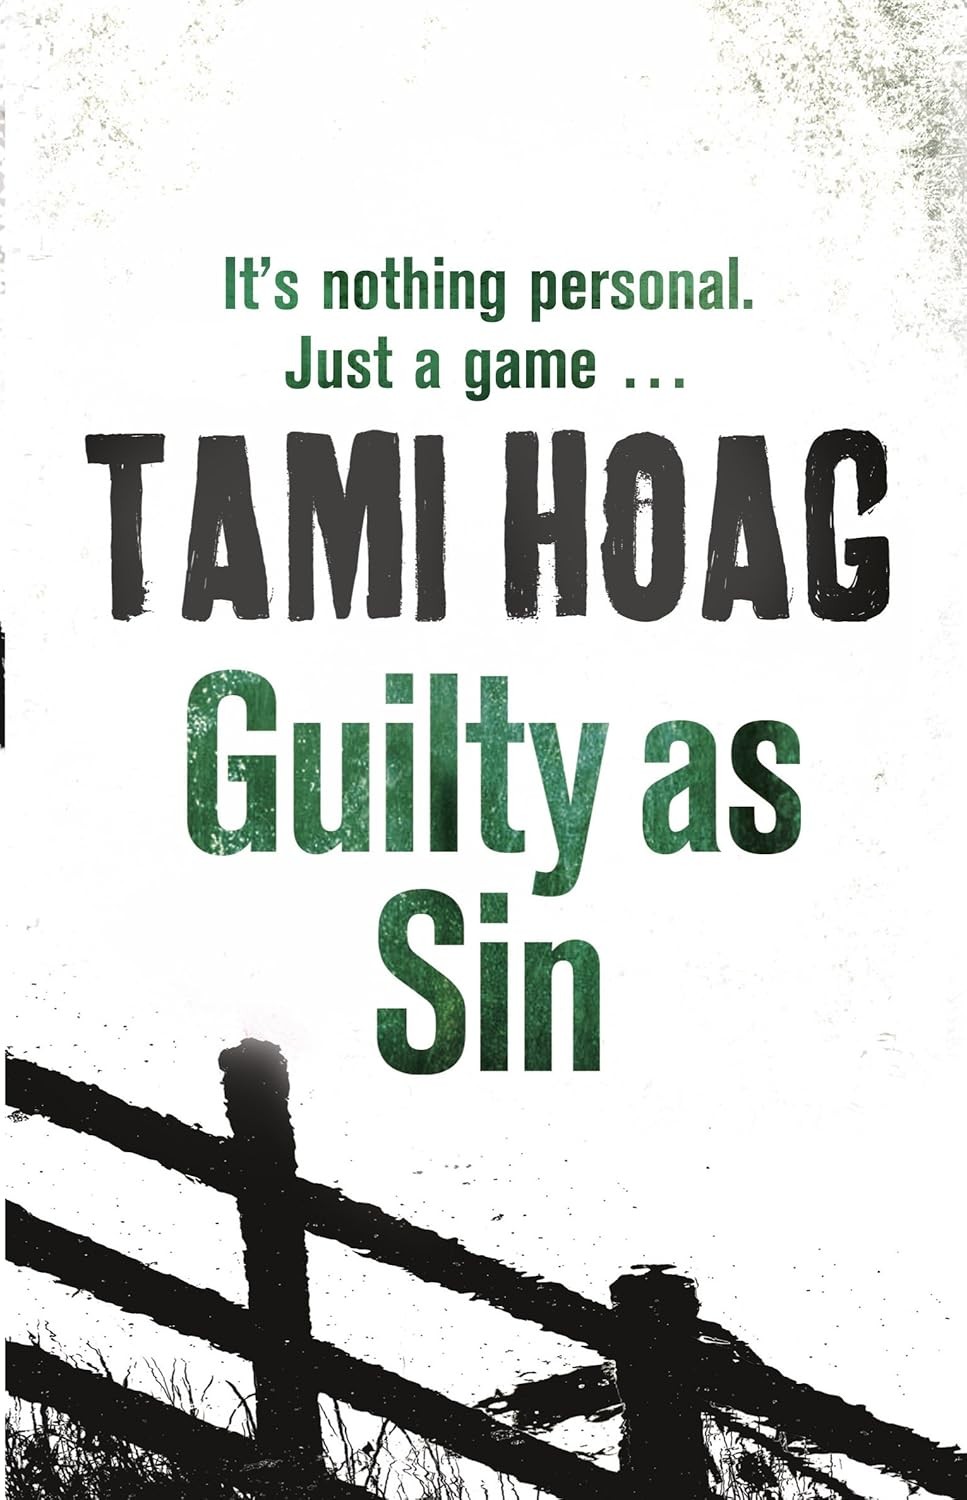 It’s nothing personal.
Just a game ...
TAMI HOAG
Guilty as
Sin